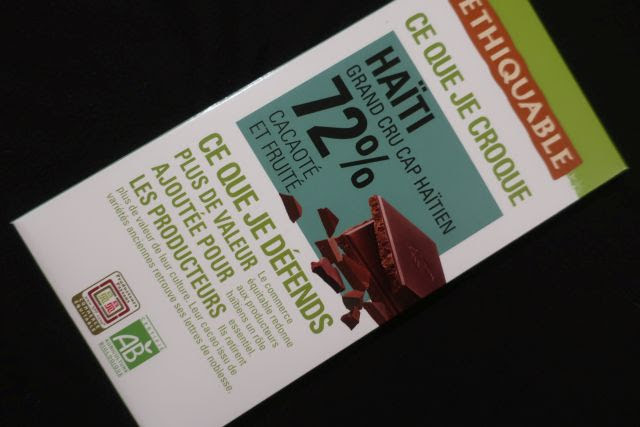 ETHIQUABLE
CE QUE JE CROQUE
HAÏTI
GRAND CRU CAP HAÏTIEN
72%
CACAOTÉ
ET FRUITÉ
CE QUE JE DÉFENDS
PLUS DE VALEUR
AJOUTÉE POUR
LES PRODUCTEURS
Le commerce
équitable redonne
aux producteurs
haïtiens un rôle
essentiel.
Ils retirent
plus de valeur de leur culture. Leur cacao issu de
variétés anciennes retrouve ses lettres de noblesse.
AB
AGRICULTURE
BIOLOGIQUE